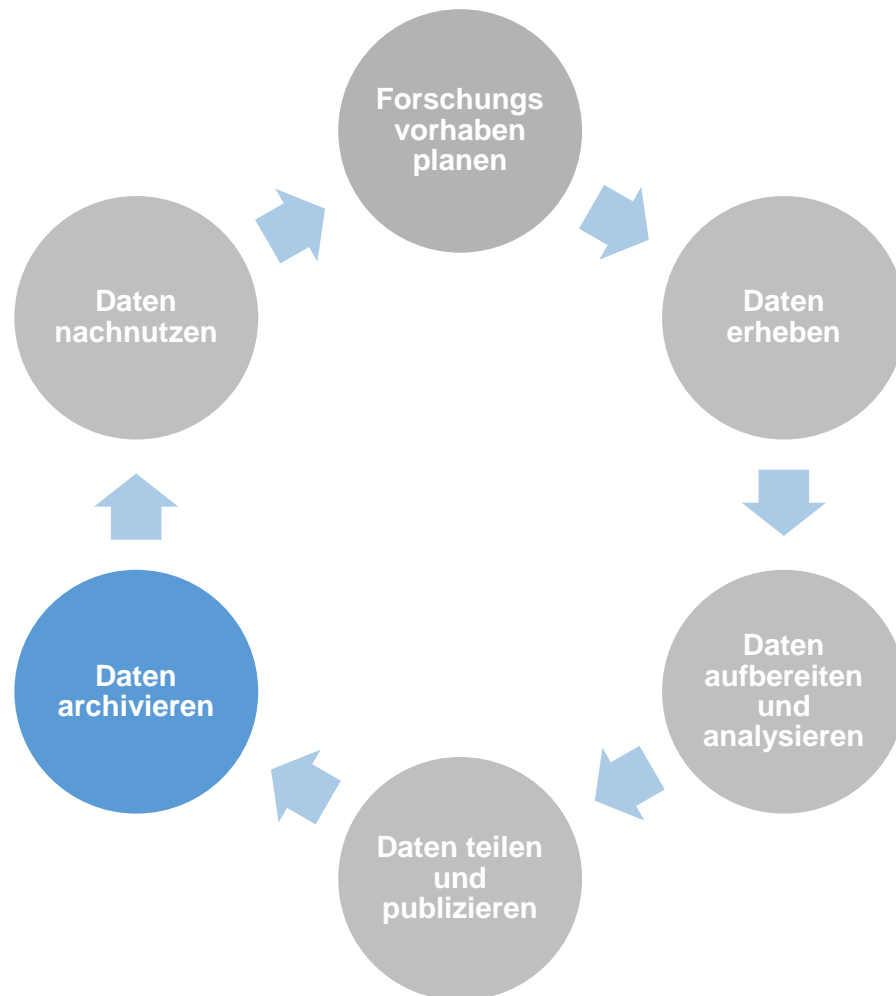 Forschungs
vorhaben
planen
Daten
erheben
Daten
aufbereiten
und
analysieren
Daten teilen
und
publizieren
Daten
archivieren
Daten
nachnutzen